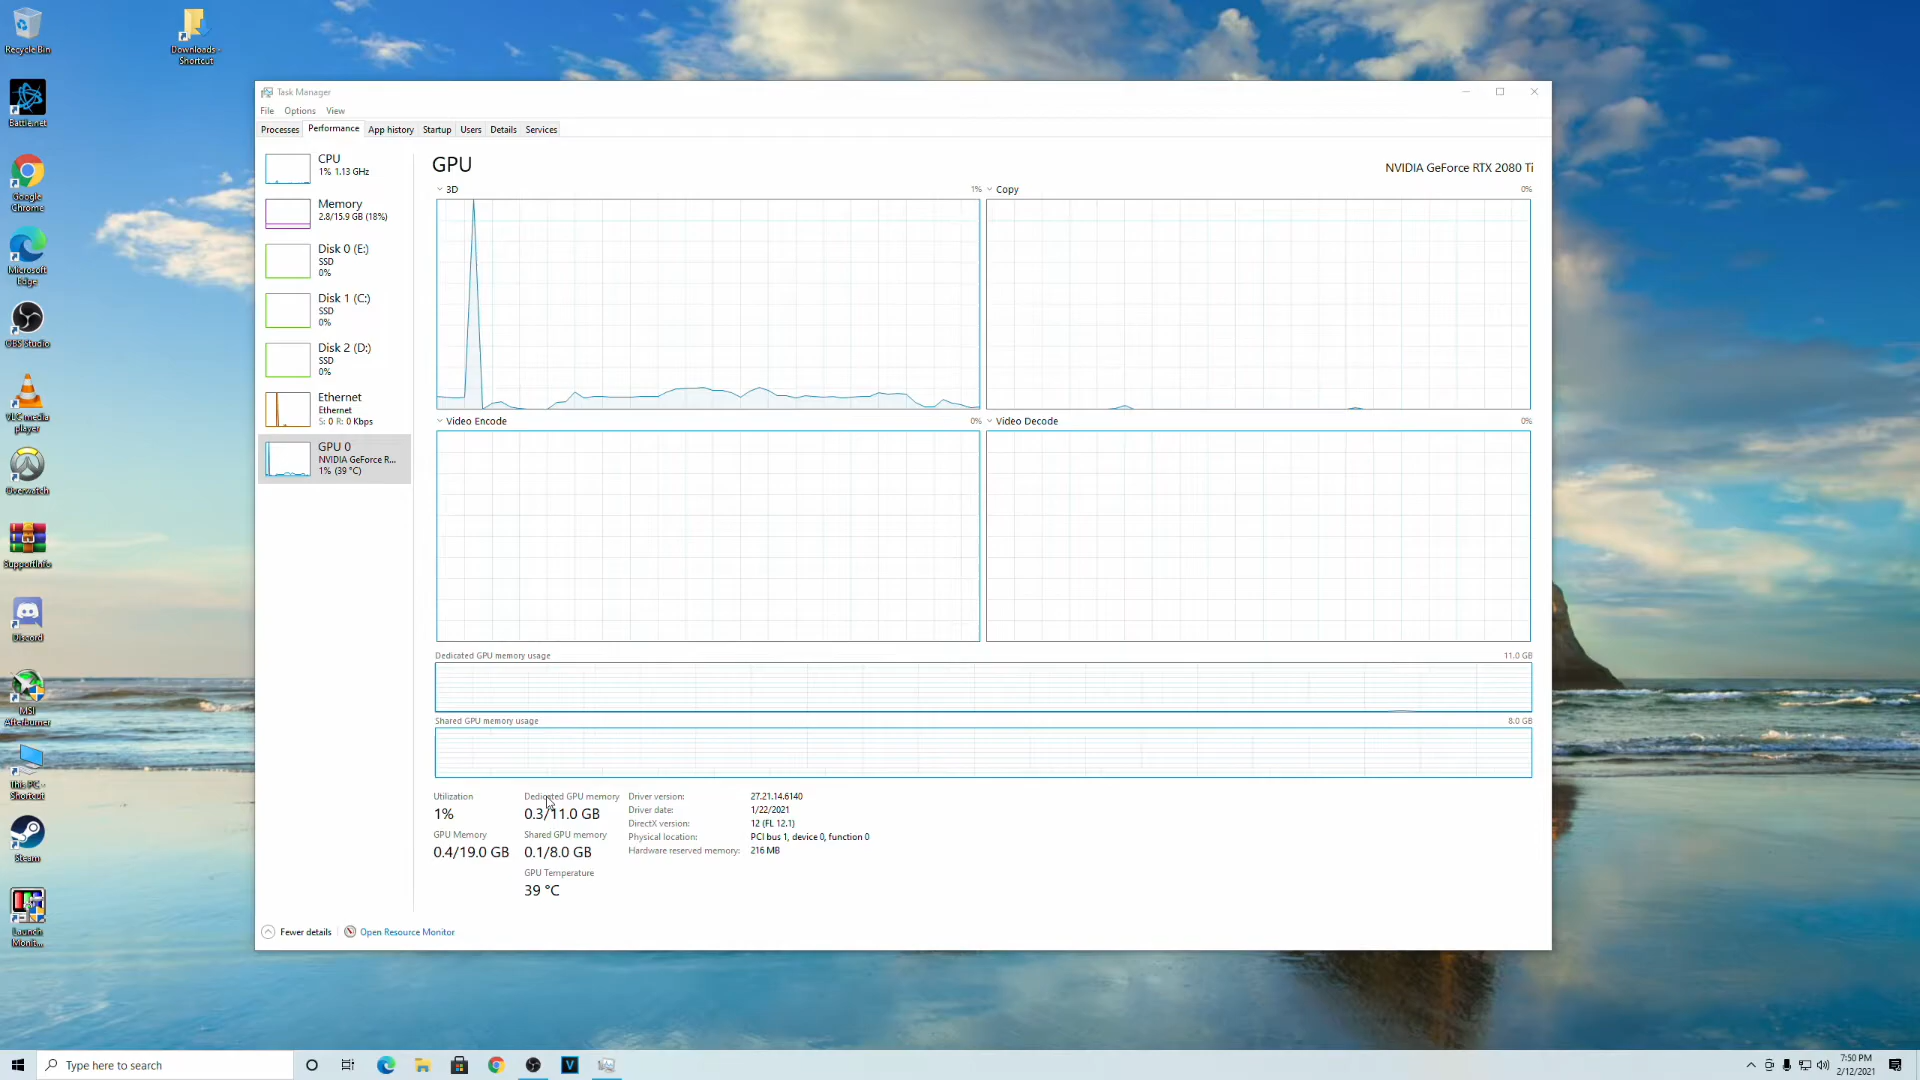 Recycle Bin
Downloads -
Shortcut
Battle.net
Google
Chrome
Microsoft
Edge
OBS Studio
VLC media
player
Overwatch
SupportInfo
Discord
MSI
Afterburner
This PC -
Shortcut
Steam
Launch
Monit...
Task Manager
File Options View
Processes Performance App history Startup Users Details Services
CPU
1% 1.13 GHz
Memory
2.8/15.9 GB (18%)
Disk 0 (E:)
SSD
0%
Disk 1 (C:)
SSD
0%
Disk 2 (D:)
SSD
0%
Ethernet
Ethernet
S: 0 R: 0 Kbps
GPU 0
NVIDIA GeForce R...
1% (39 °C)
GPU
NVIDIA GeForce RTX 2080 Ti
3D 1%
Copy 0%
Video Encode 0%
Video Decode 0%
Dedicated GPU memory usage 11.0 GB
Shared GPU memory usage 8.0 GB
Utilization
1%
GPU Memory
0.4/19.0 GB
Dedicated GPU memory
0.3/11.0 GB
Shared GPU memory
0.1/8.0 GB
GPU Temperature
39 °C
Driver version: 27.21.14.6140
Driver date: 1/22/2021
DirectX version: 12 (FL 12.1)
Physical location: PCI bus 1, device 0, function 0
Hardware reserved memory: 216 MB
Fewer details Open Resource Monitor
Type here to search
V
7:50 PM
2/12/2021